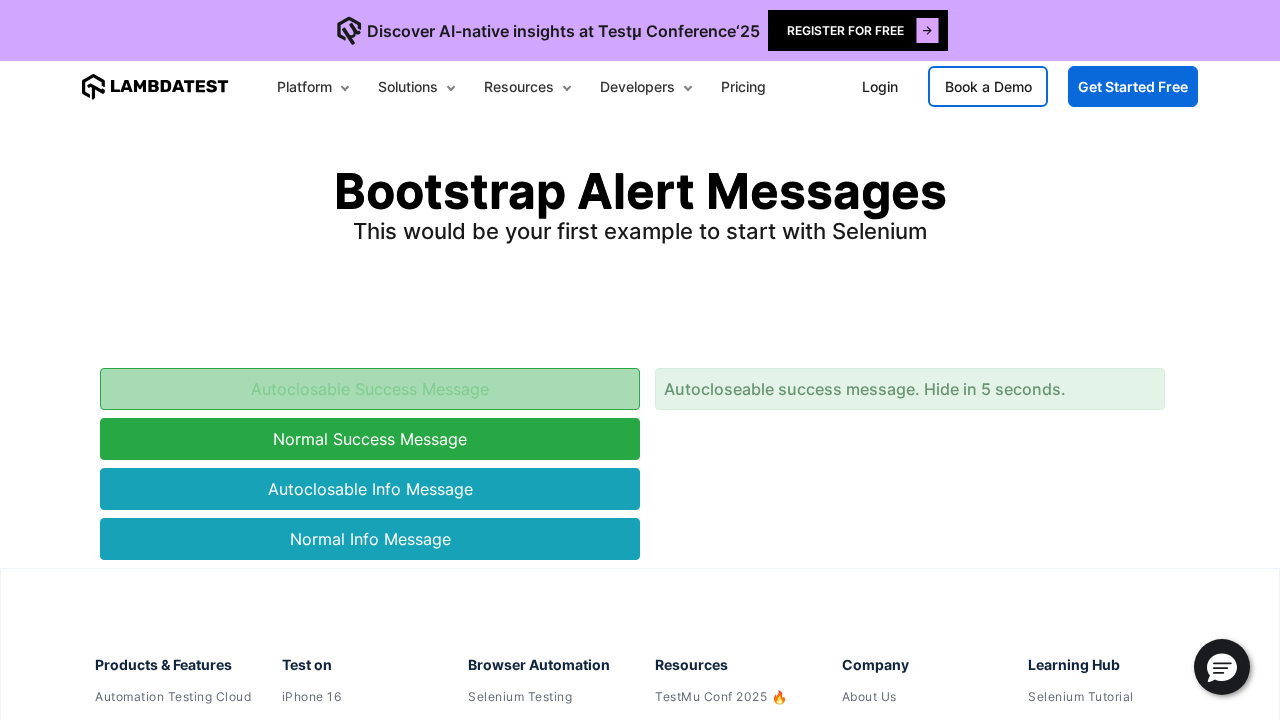 Discover AI-native insights at Testμ Conference‘25
REGISTER FOR FREE
LAMBDATEST
Platform
Solutions
Resources
Developers
Pricing
Login
Book a Demo
Get Started Free
Bootstrap Alert Messages
This would be your first example to start with Selenium
Autoclosable Success Message
Autocloseable success message. Hide in 5 seconds.
Normal Success Message
Autoclosable Info Message
Normal Info Message
Products & Features
Test on
Browser Automation
Resources
Company
Learning Hub
Automation Testing Cloud
iPhone 16
Selenium Testing
TestMu Conf 2025 🔥
About Us
Selenium Tutorial